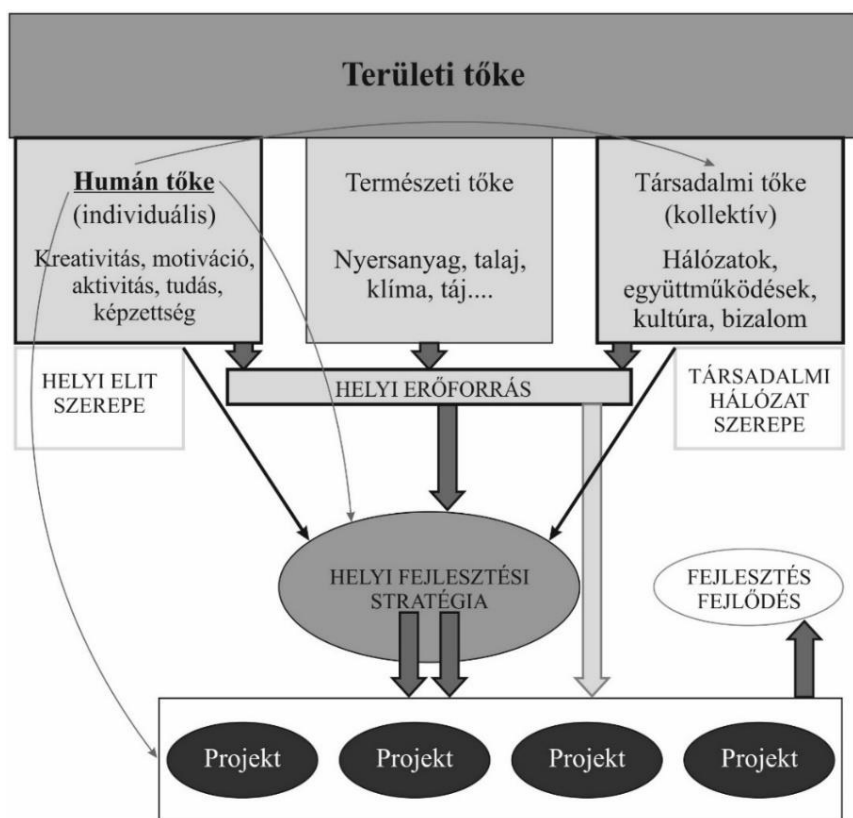 Területi tőke
Humán tőke
(individuális)
Kreativitás, motiváció,
aktivitás, tudás,
képzettség
Természeti tőke
Nyersanyag, talaj,
klíma, táj....
Társadalmi tőke
(kollektív)
Hálózatok,
együttműködések,
kultúra, bizalom
HELYI ELIT
SZEREPE
HELYI ERŐFORRÁS
TÁRSADALMI
HÁLÓZAT
SZEREPE
HELYI FEJLESZTÉSI
STRATÉGIA
FEJLESZTÉS
FEJLŐDÉS
Projekt
Projekt
Projekt
Projekt